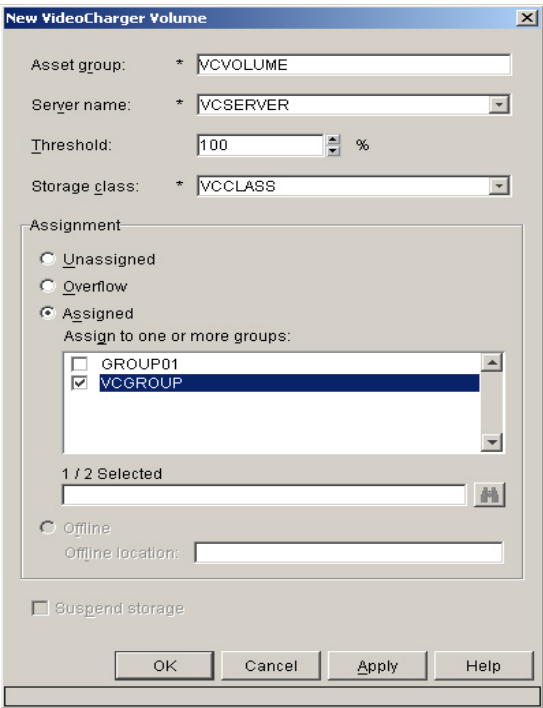 New VideoCharger Volume
Asset group: * VCVOLUME
Server name: * VCSERVER
Threshold: 100 %
Storage class: * VCCLASS
Assignment
Unassigned
Overflow
Assigned
Assign to one or more groups:
GROUP01
VCGROUP
1 / 2 Selected
Offline
Offline location:
Suspend storage
OK Cancel Apply Help